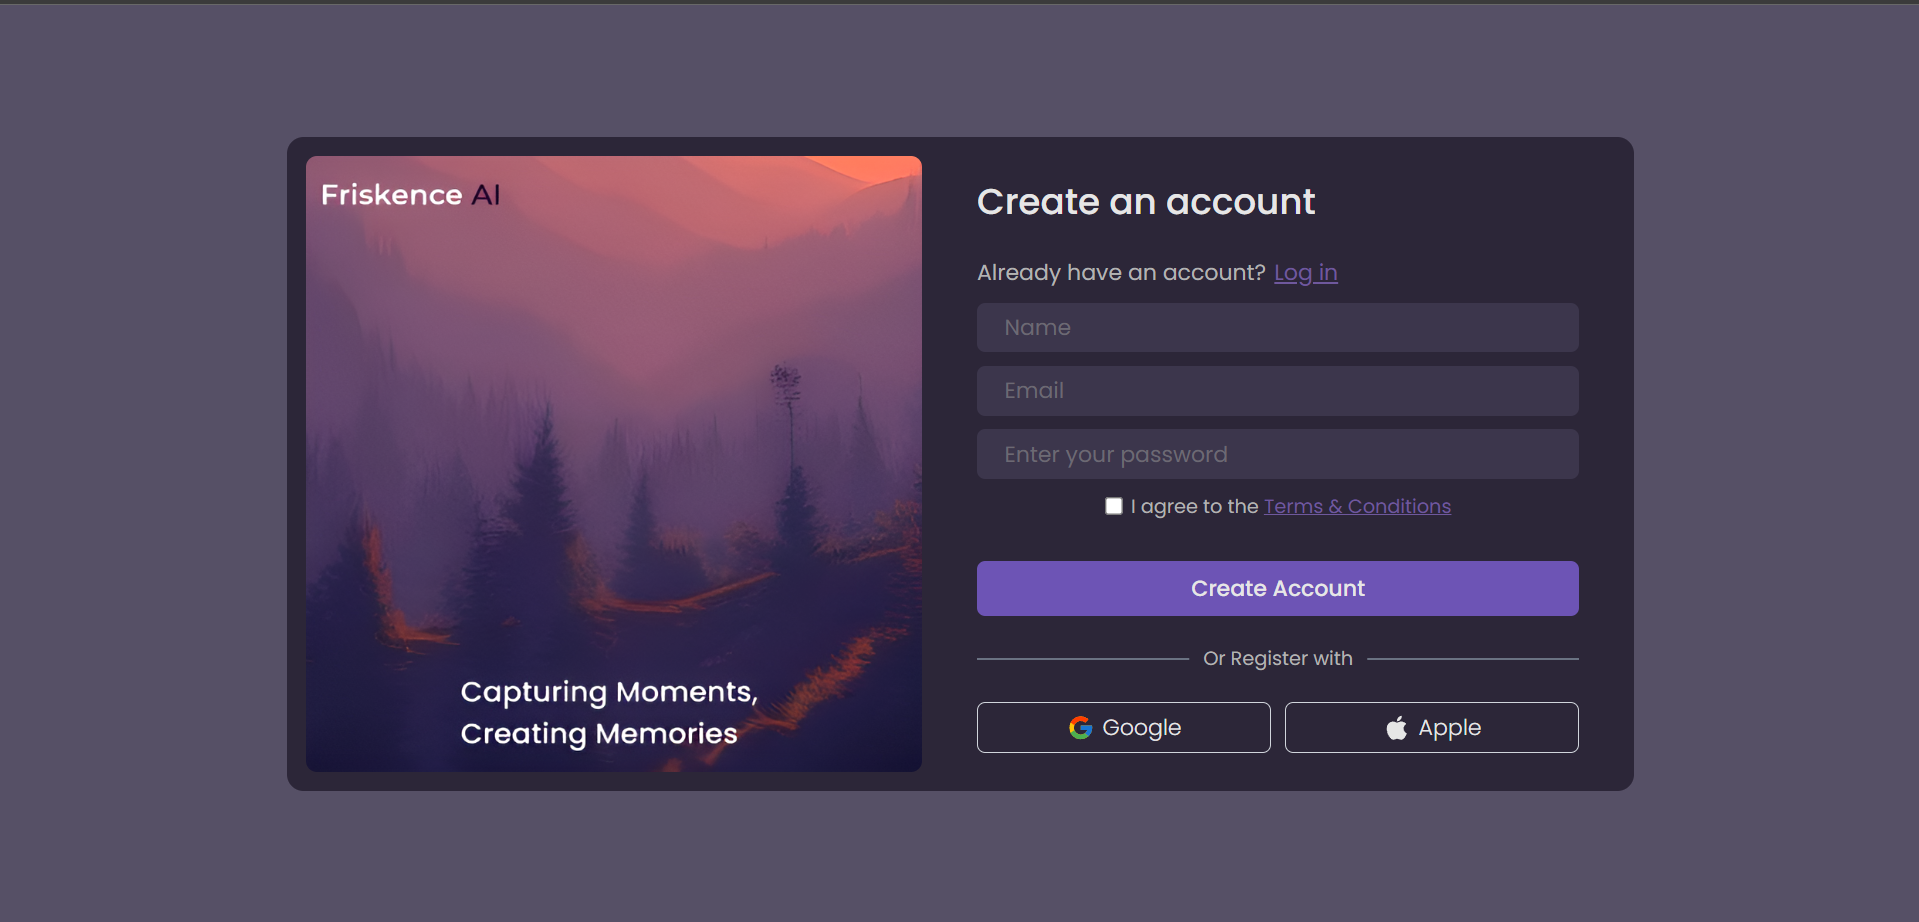 Friskence AI
Capturing Moments,
Creating Memories
Create an account
Already have an account? Log in
Name
Email
Enter your password
I agree to the Terms & Conditions
Create Account
Or Register with
Google
Apple